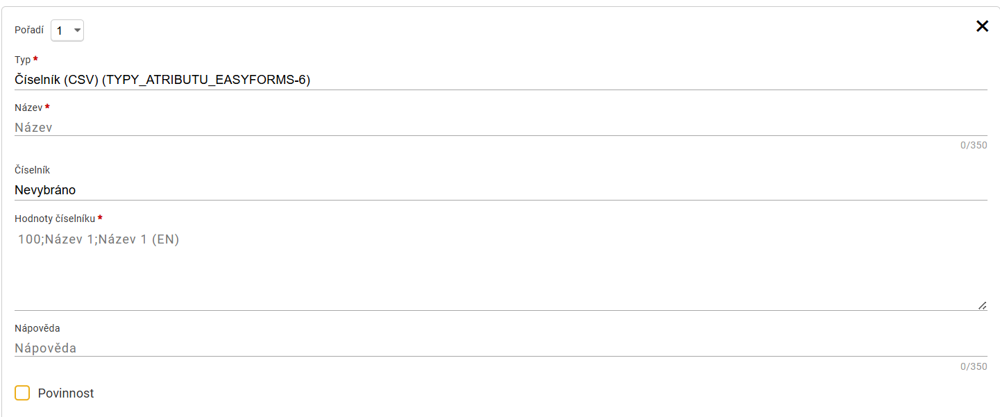 Pořadí 1
Typ *
Číselník (CSV) (TYPY_ATRIBUTU_EASYFORMS-6)
Název *
Název
0/350
Číselník
Nevybráno
Hodnoty číselníku *
100;Název 1;Název 1 (EN)
Nápověda
Nápověda
0/350
Povinnost